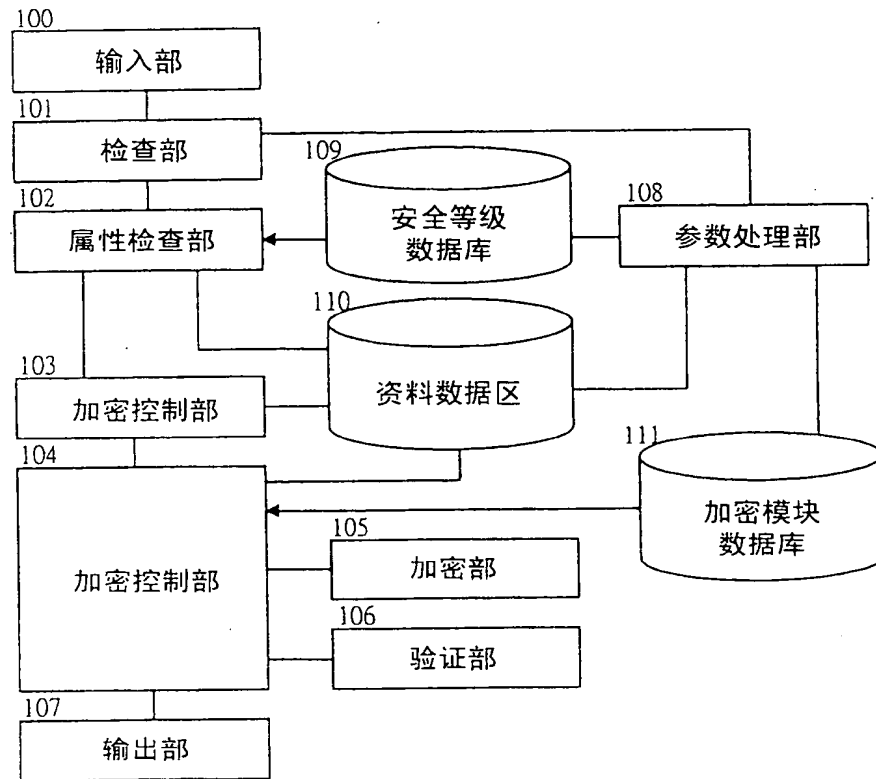 100
输入部
101
检查部
102
属性检查部
109
安全等级
数据库
108
参数处理部
110
资料数据区
103
加密控制部
104
加密控制部
111
加密模块
数据库
105
加密部
106
验证部
107
输出部